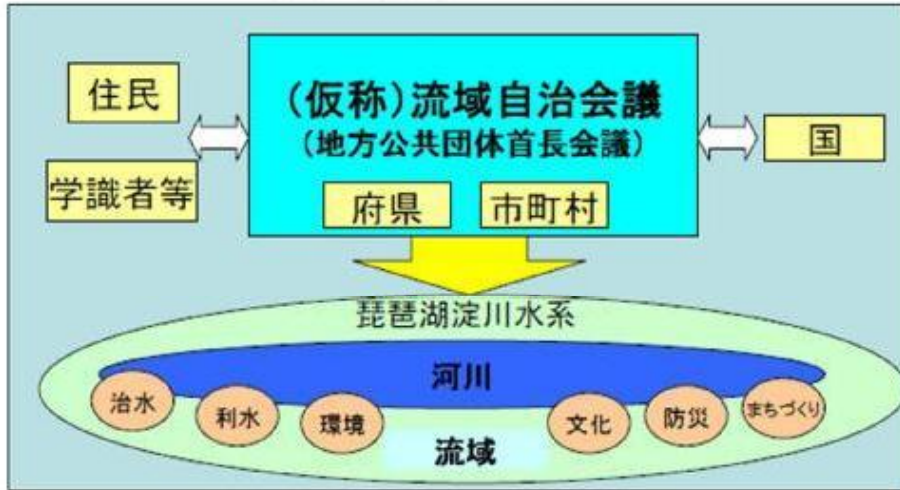 住民
学識者等
(仮称)流域自治会議
(地方公共団体首長会議)
府県
市町村
国
琵琶湖淀川水系
河川
治水
利水
環境
文化
防災
まちづくり
流域